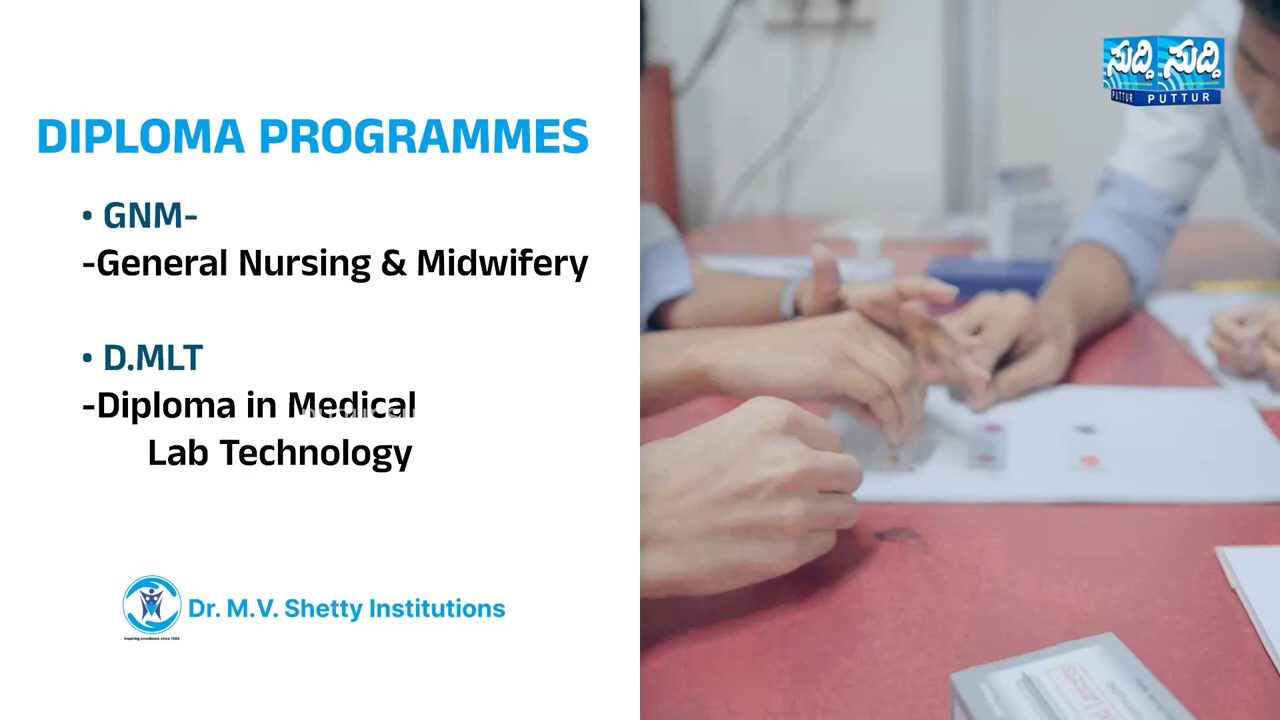 DIPLOMA PROGRAMMES
• GNM-
-General Nursing & Midwifery
• D.MLT
-Diploma in Medical
Lab Technology
Dr. M.V. Shetty Institutions
ಸುದ್ದಿ ಸುದ್ದಿ
PUTTUR PUTTUR